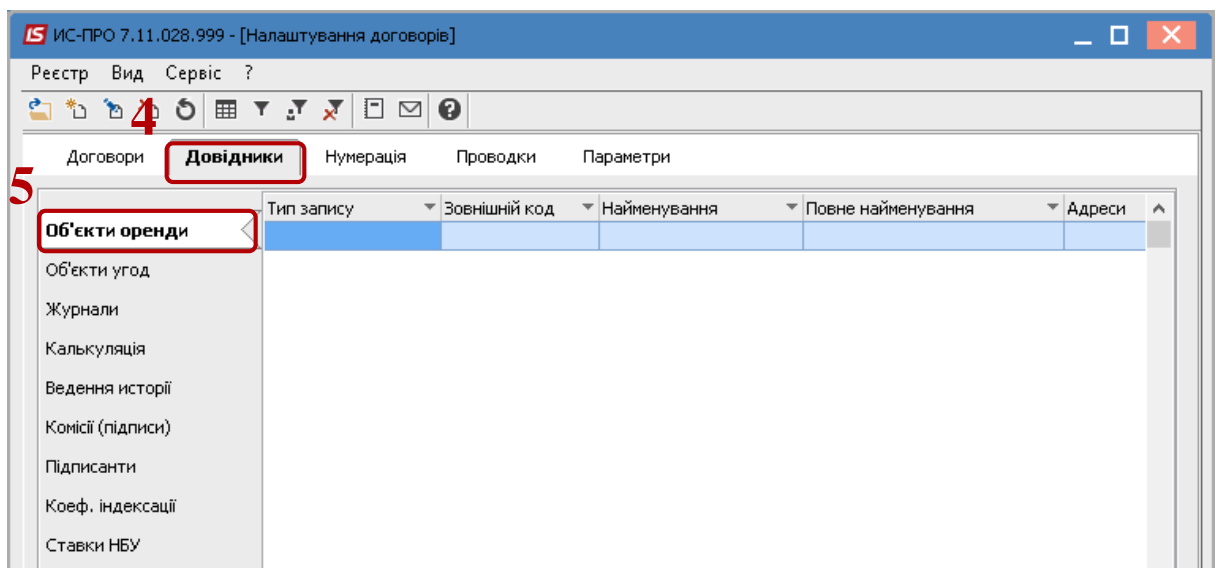 ИС-ПРО 7.11.028.999 - [Налаштування договорів]
Реєстр Вид Сервіс ?
4
Договори Довідники Нумерація Проводки Параметри
5
Тип запису Зовнішній код Найменування Повне найменування Адреси
Об'єкти оренди
Об'єкти угод
Журнали
Калькуляція
Ведення исторії
Комісії (підписи)
Підписанти
Коеф. індексації
Ставки НБУ